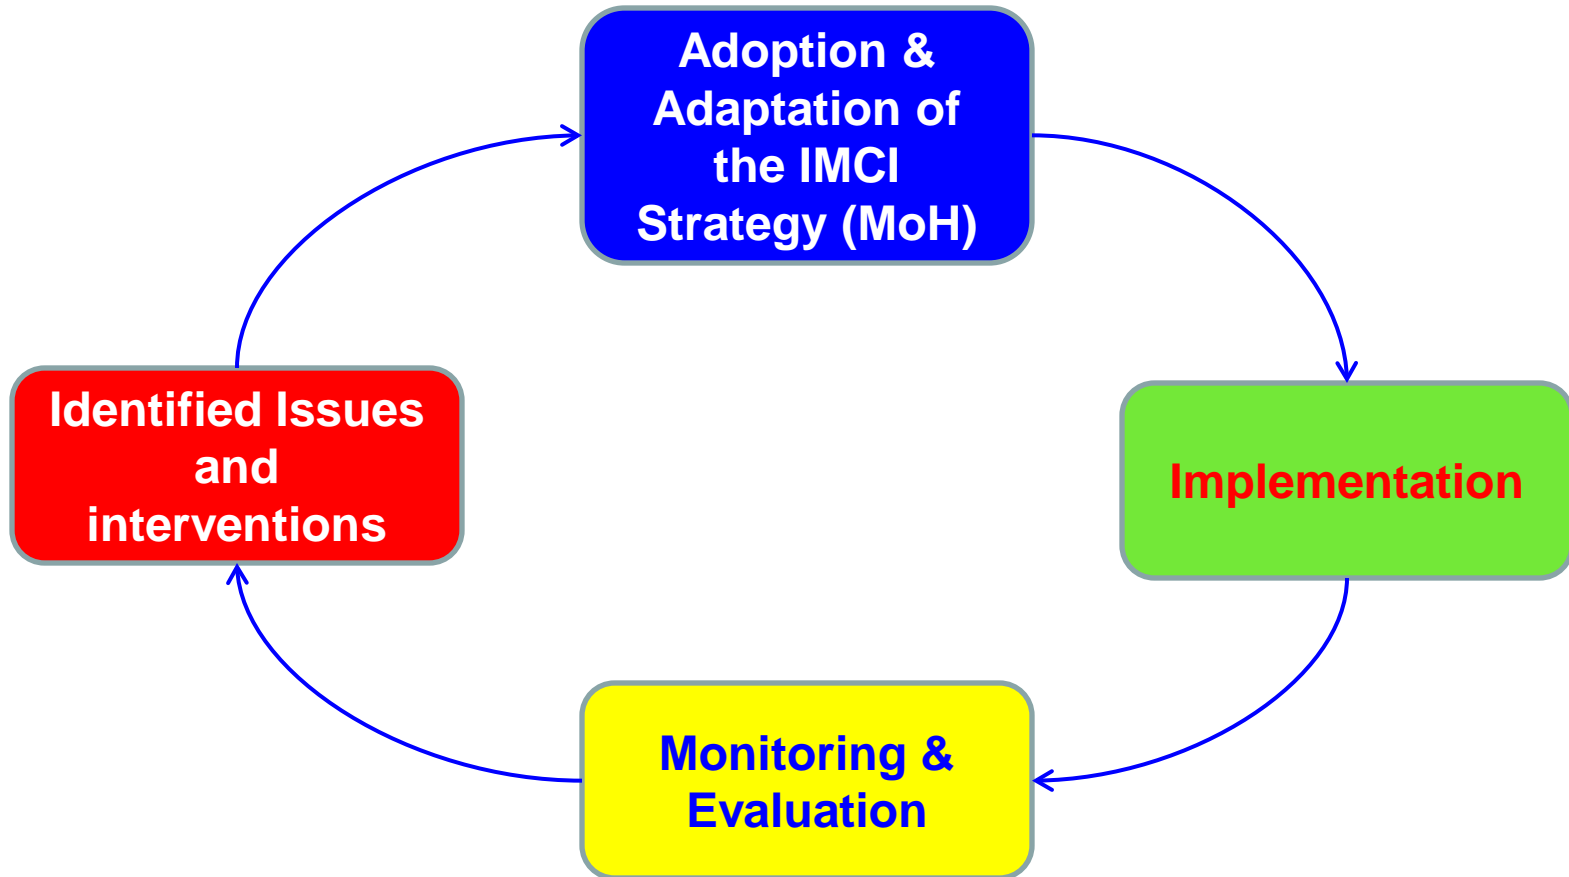 Adoption &
Adaptation of
the IMCI
Strategy (MoH)
Identified Issues
and
interventions
Implementation
Monitoring &
Evaluation